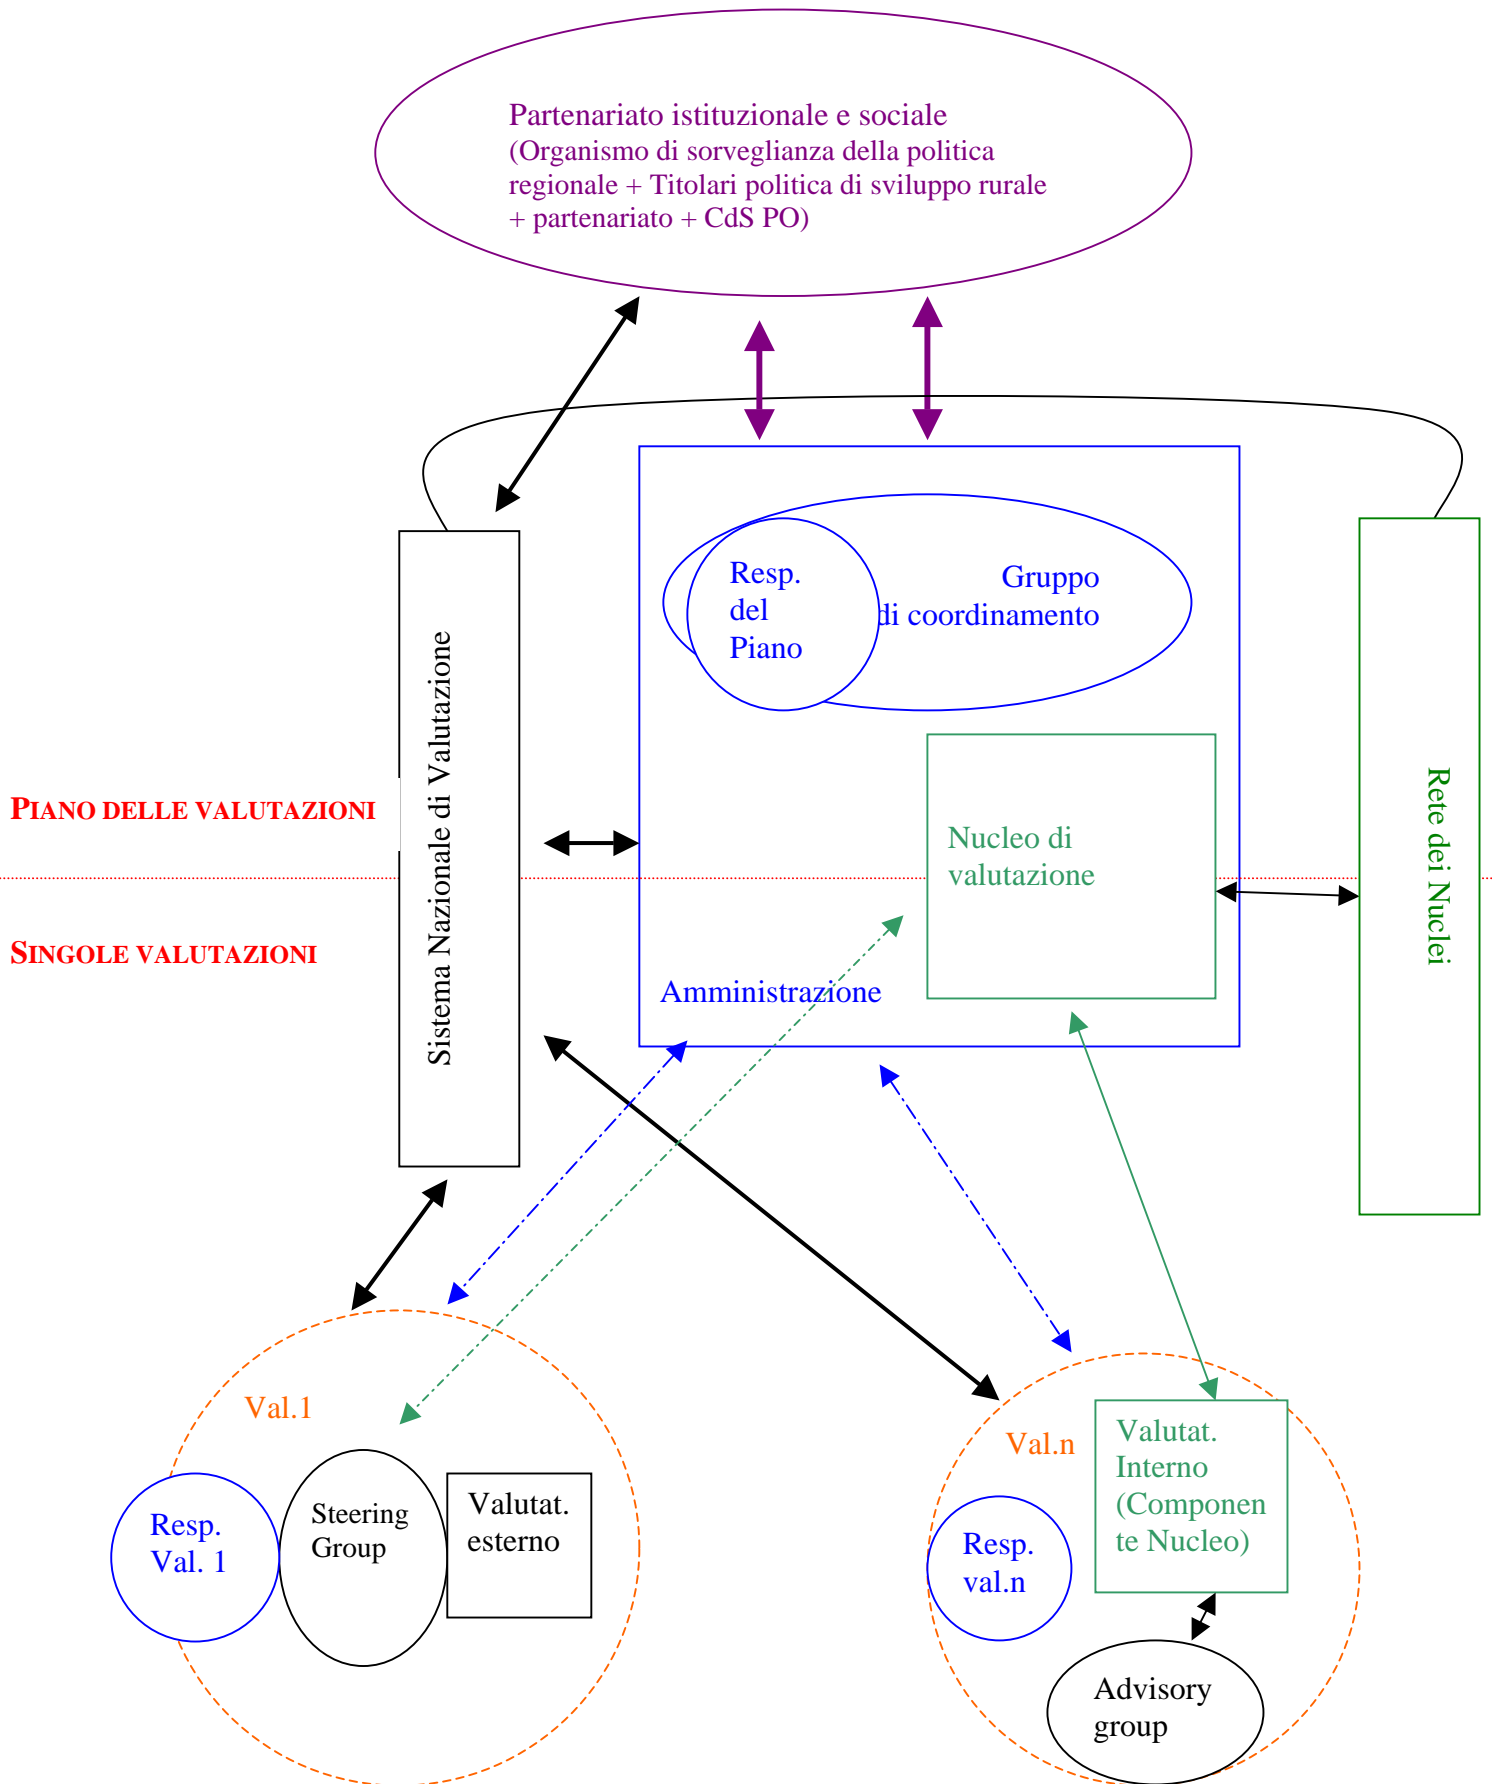 Partenariato istituzionale e sociale
(Organismo di sorveglianza della politica
regionale + Titolari politica di sviluppo rurale
+ partenariato + CdS PO)
Resp.
del
Piano
Gruppo
di coordinamento
Sistema Nazionale di Valutazione
Rete dei Nuclei
PIANO DELLE VALUTAZIONI
Nucleo di
valutazione
SINGOLE VALUTAZIONI
Amministrazione
Val.1
Resp.
Val. 1
Steering
Group
Valutat.
esterno
Val.n
Valutat.
Interno
(Componen
te Nucleo)
Resp.
val.n
Advisory
group